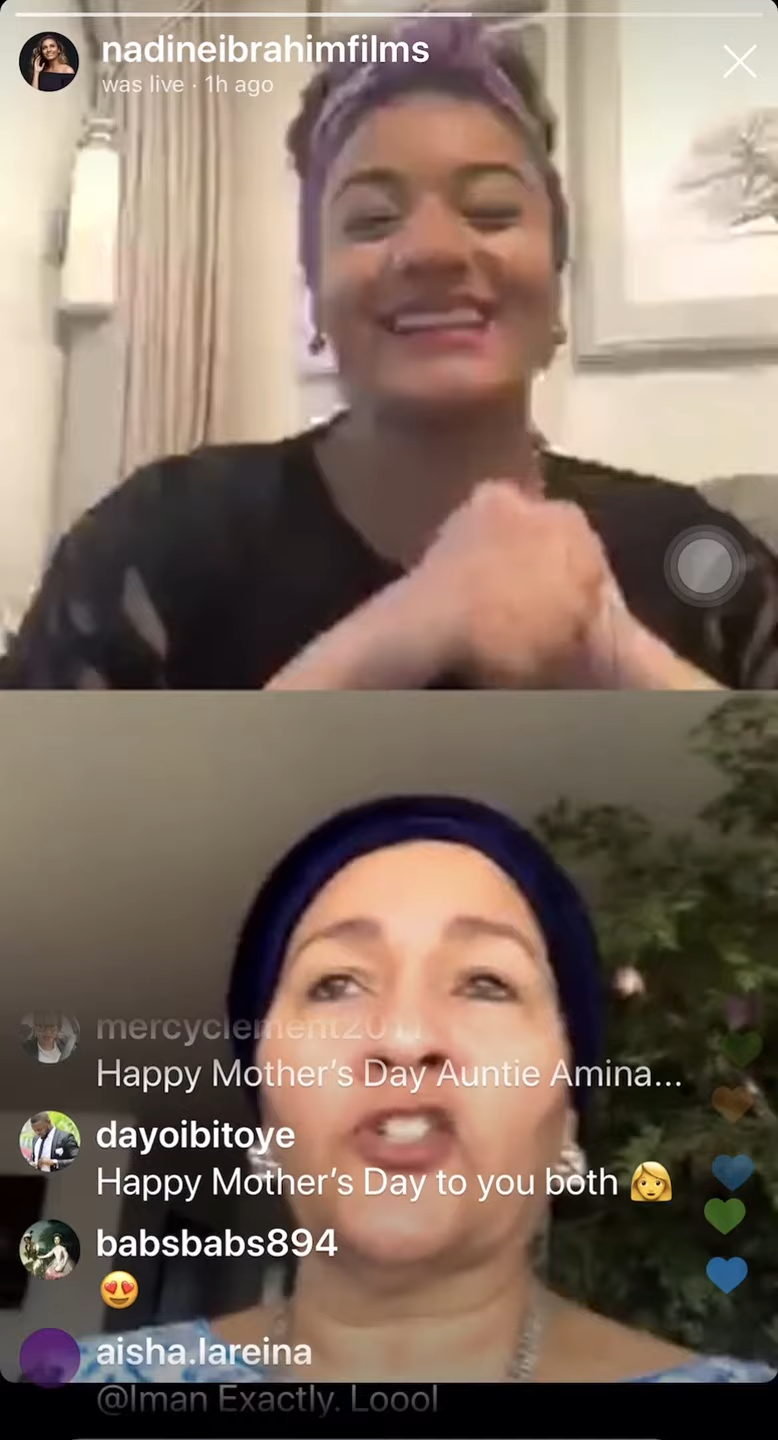 nadineibrahimfilms
was live · 1h ago
mercyclement2011
Happy Mother's Day Auntie Amina...
dayoibitoye
Happy Mother's Day to you both 👩
babsbabs894
😍
aisha.lareina
@Iman Exactly. Loool